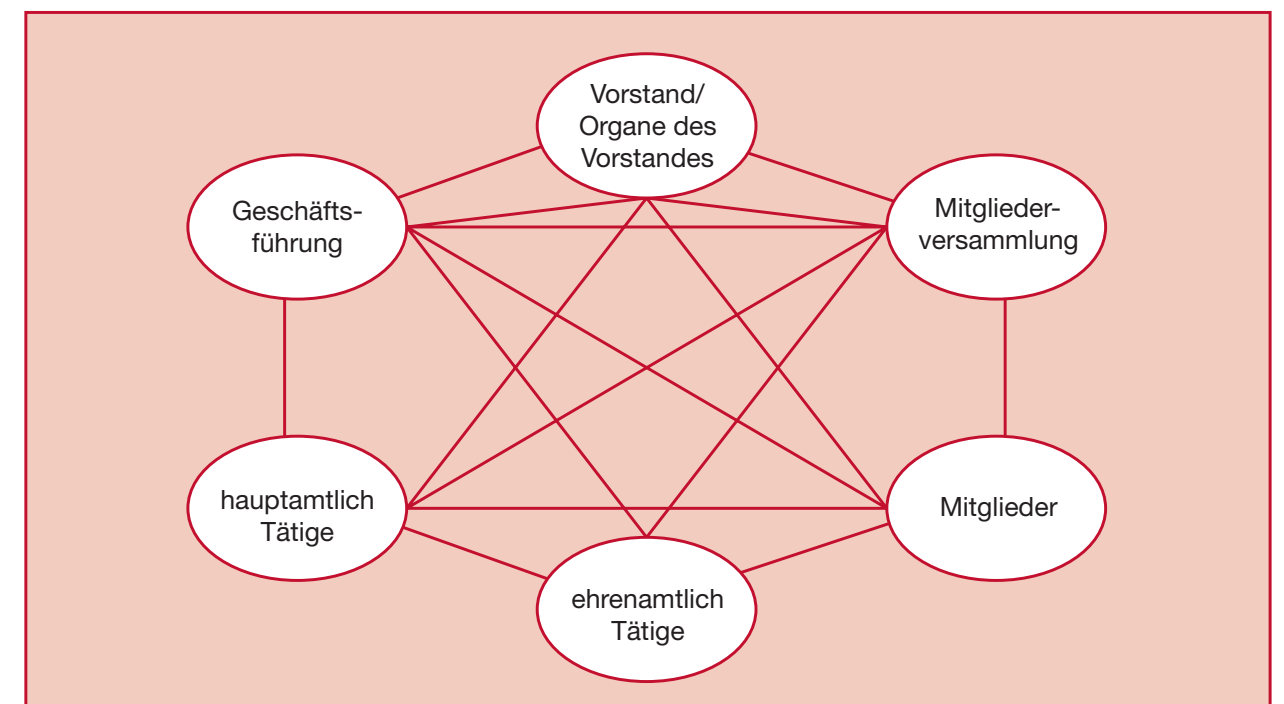 Vorstand/
Organe des
Vorstandes
Geschäfts-
führung
Mitglieder-
versammlung
hauptamtlich
Tätige
Mitglieder
ehrenamtlich
Tätige